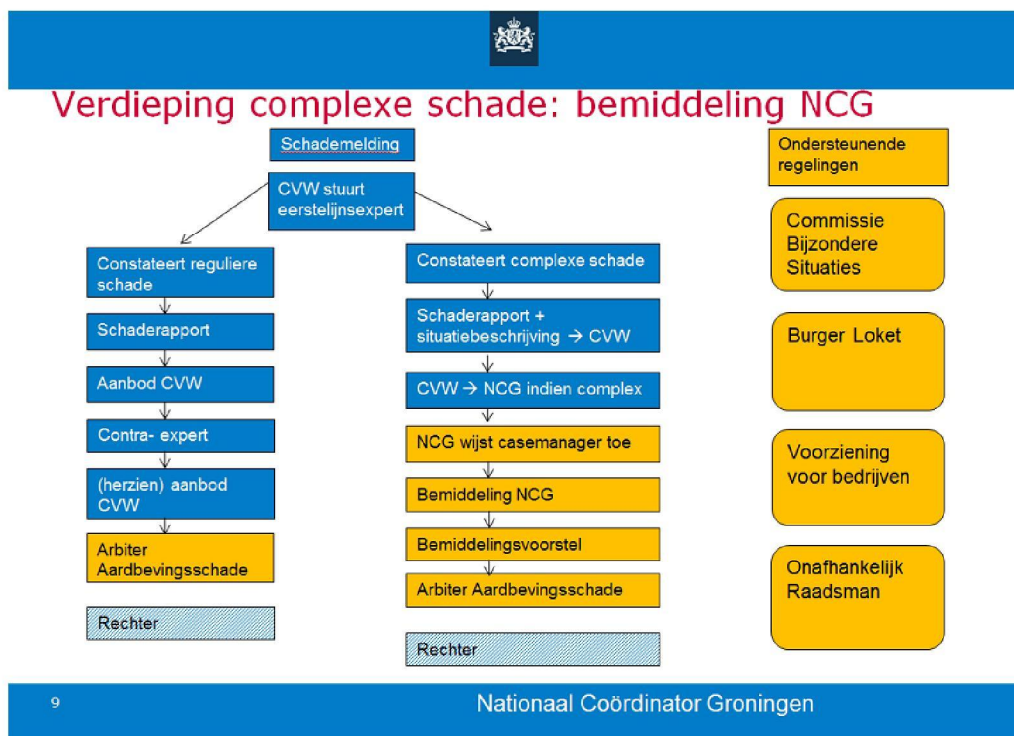 Verdieping complexe schade: bemiddeling NCG
Schademelding
CVW stuurt
eerstelijnsexpert
Constateert reguliere
schade
Schaderapport
Aanbod CVW
Contra- expert
(herzien) aanbod
CVW
Arbiter
Aardbevingsschade
Rechter
Constateert complexe schade
Schaderapport +
situatiebeschrijving → CVW
CVW → NCG indien complex
NCG wijst casemanager toe
Bemiddeling NCG
Bemiddelingsvoorstel
Arbiter Aardbevingsschade
Rechter
Ondersteunende
regelingen
Commissie
Bijzondere
Situaties
Burger Loket
Voorziening
voor bedrijven
Onafhankelijk
Raadsman
9
Nationaal Coördinator Groningen